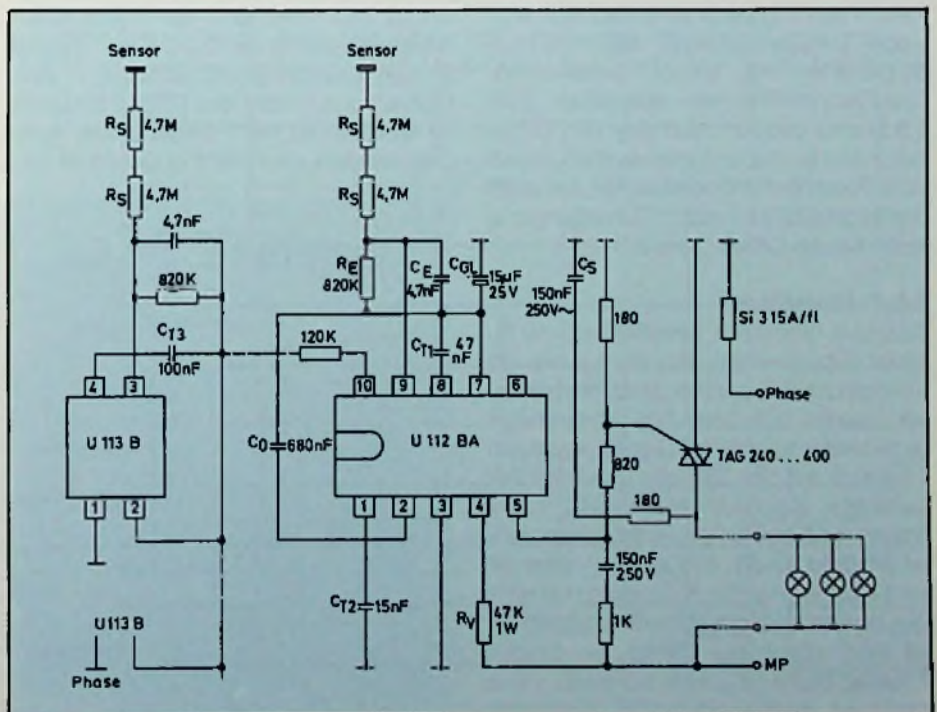 Sensor Sensor
RS 4,7M RS 4,7M
RS 4,7M RS 4,7M
4,7nF
820K
CT3
100nF
RE
820K
CE
4,7nF
CGL
15µF
25V
CS
150nF
250V~
180
Si 315A/fl
Phase
120K
CT1 47
nF
4 3
10 9 8 7 6
U 113 B
CO 680nF
U 112 BA
820
TAG 240 ... 400
1 2
1 2 3 4 5
180
150nF
250V
CT2 15nF
RV 47K
1W
1K
U113 B
Phase
MP